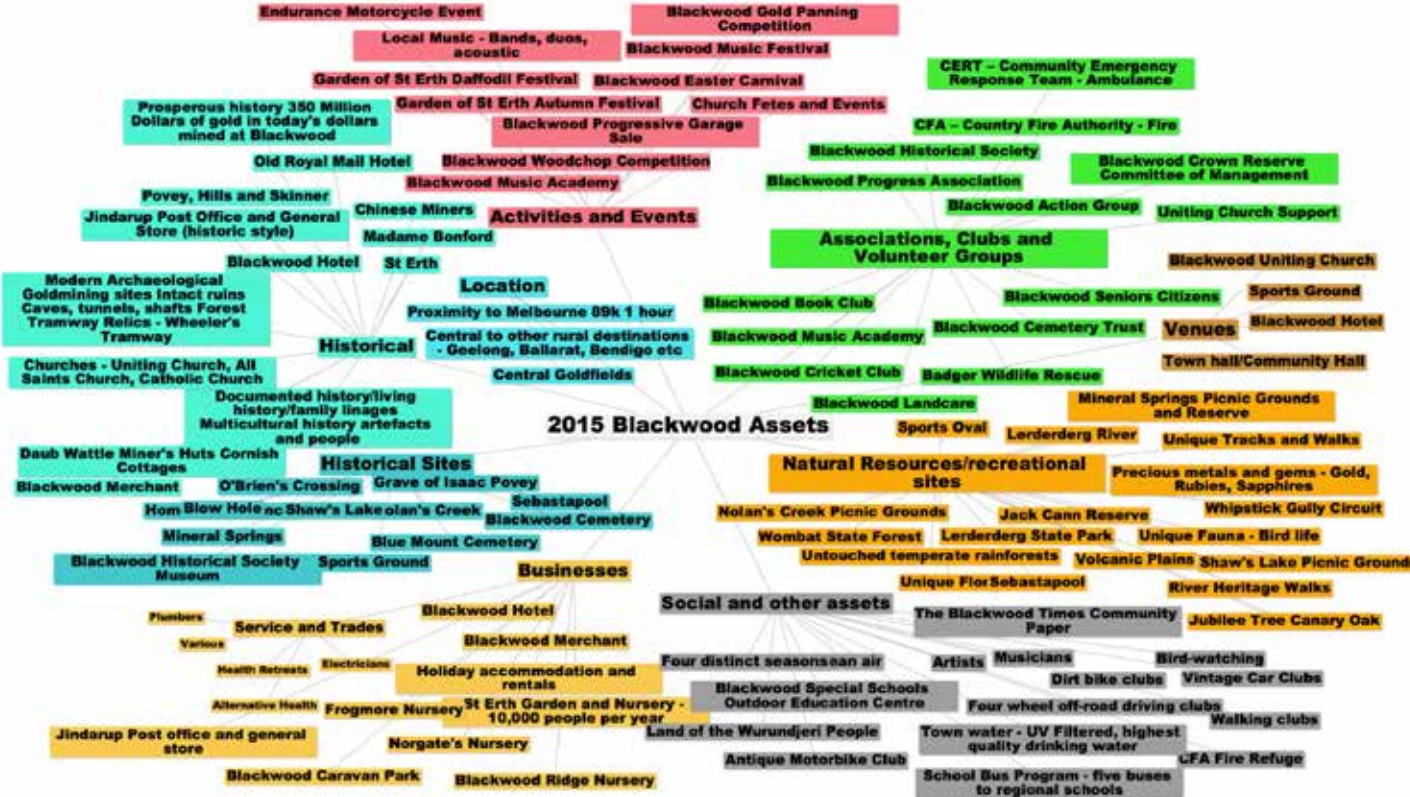 Endurance Motorcycle Event
Blackwood Gold Panning
Competition
Local Music - Bands, duos,
acoustic
Blackwood Music Festival
Garden of St Erth Daffodil Festival
Blackwood Easter Carnival
Garden of St Erth Autumn Festival
Church Fetes and Events
Blackwood Progressive Garage
Sale
Blackwood Woodchop Competition
Blackwood Music Academy
Activities and Events
Prosperous history 350 Million
Dollars of gold in today's dollars
mined at Blackwood
Old Royal Mail Hotel
Povey, Hills and Skinner
Chinese Miners
Jindarup Post Office and General
Store (historic style)
Madame Bonford
Blackwood Hotel
St Erth
Modern Archaeological
Goldmining sites Intact ruins
Caves, tunnels, shafts Forest
Tramway Relics - Wheeler's
Tramway
Historical
Churches - Uniting Church, All
Saints Church, Catholic Church
Documented history/living
history/family linages
Multicultural history artefacts
and people
Daub Wattle Miner's Huts Cornish
Cottages
Location
Proximity to Melbourne 89k 1 hour
Central to other rural destinations
- Geelong, Ballarat, Bendigo etc
Central Goldfields
CERT – Community Emergency
Response Team - Ambulance
CFA – Country Fire Authority - Fire
Blackwood Historical Society
Blackwood Crown Reserve
Committee of Management
Blackwood Progress Association
Blackwood Action Group
Uniting Church Support
Associations, Clubs and
Volunteer Groups
Blackwood Book Club
Blackwood Seniors Citizens
Blackwood Music Academy
Blackwood Cemetery Trust
Blackwood Cricket Club
Badger Wildlife Rescue
Blackwood Landcare
Blackwood Uniting Church
Sports Ground
Venues
Blackwood Hotel
Town hall/Community Hall
2015 Blackwood Assets
Historical Sites
Blackwood Merchant
O'Brien's Crossing
Grave of Isaac Povey
Sebastapool
Hom
Blow Hole
nc
Shaw's Lake
olan's Creek
Blackwood Cemetery
Mineral Springs
Blue Mount Cemetery
Blackwood Historical Society
Museum
Sports Ground
Mineral Springs Picnic Grounds
and Reserve
Sports Oval
Lerderderg River
Unique Tracks and Walks
Natural Resources/recreational
sites
Precious metals and gems - Gold,
Rubies, Sapphires
Nolan's Creek Picnic Grounds
Jack Cann Reserve
Whipstick Gully Circuit
Wombat State Forest
Lerderderg State Park
Unique Fauna - Bird life
Untouched temperate rainforests
Volcanic Plains
Shaw's Lake Picnic Ground
Unique Flor
Sebastapool
River Heritage Walks
Jubilee Tree Canary Oak
Businesses
Plumbers
Service and Trades
Various
Health Retreats
Electricians
Alternative Health
Blackwood Hotel
Blackwood Merchant
Holiday accommodation and
rentals
Frogmore Nursery
St Erth Garden and Nursery -
10,000 people per year
Jindarup Post office and general
store
Norgate's Nursery
Blackwood Caravan Park
Blackwood Ridge Nursery
Social and other assets
The Blackwood Times Community
Paper
Four distinct seasons
ean air
Artists
Musicians
Bird-watching
Dirt bike clubs
Vintage Car Clubs
Blackwood Special Schools
Outdoor Education Centre
Four wheel off-road driving clubs
Walking clubs
Land of the Wurundjeri People
Town water - UV Filtered, highest
quality drinking water
Antique Motorbike Club
CFA Fire Refuge
School Bus Program - five buses
to regional schools